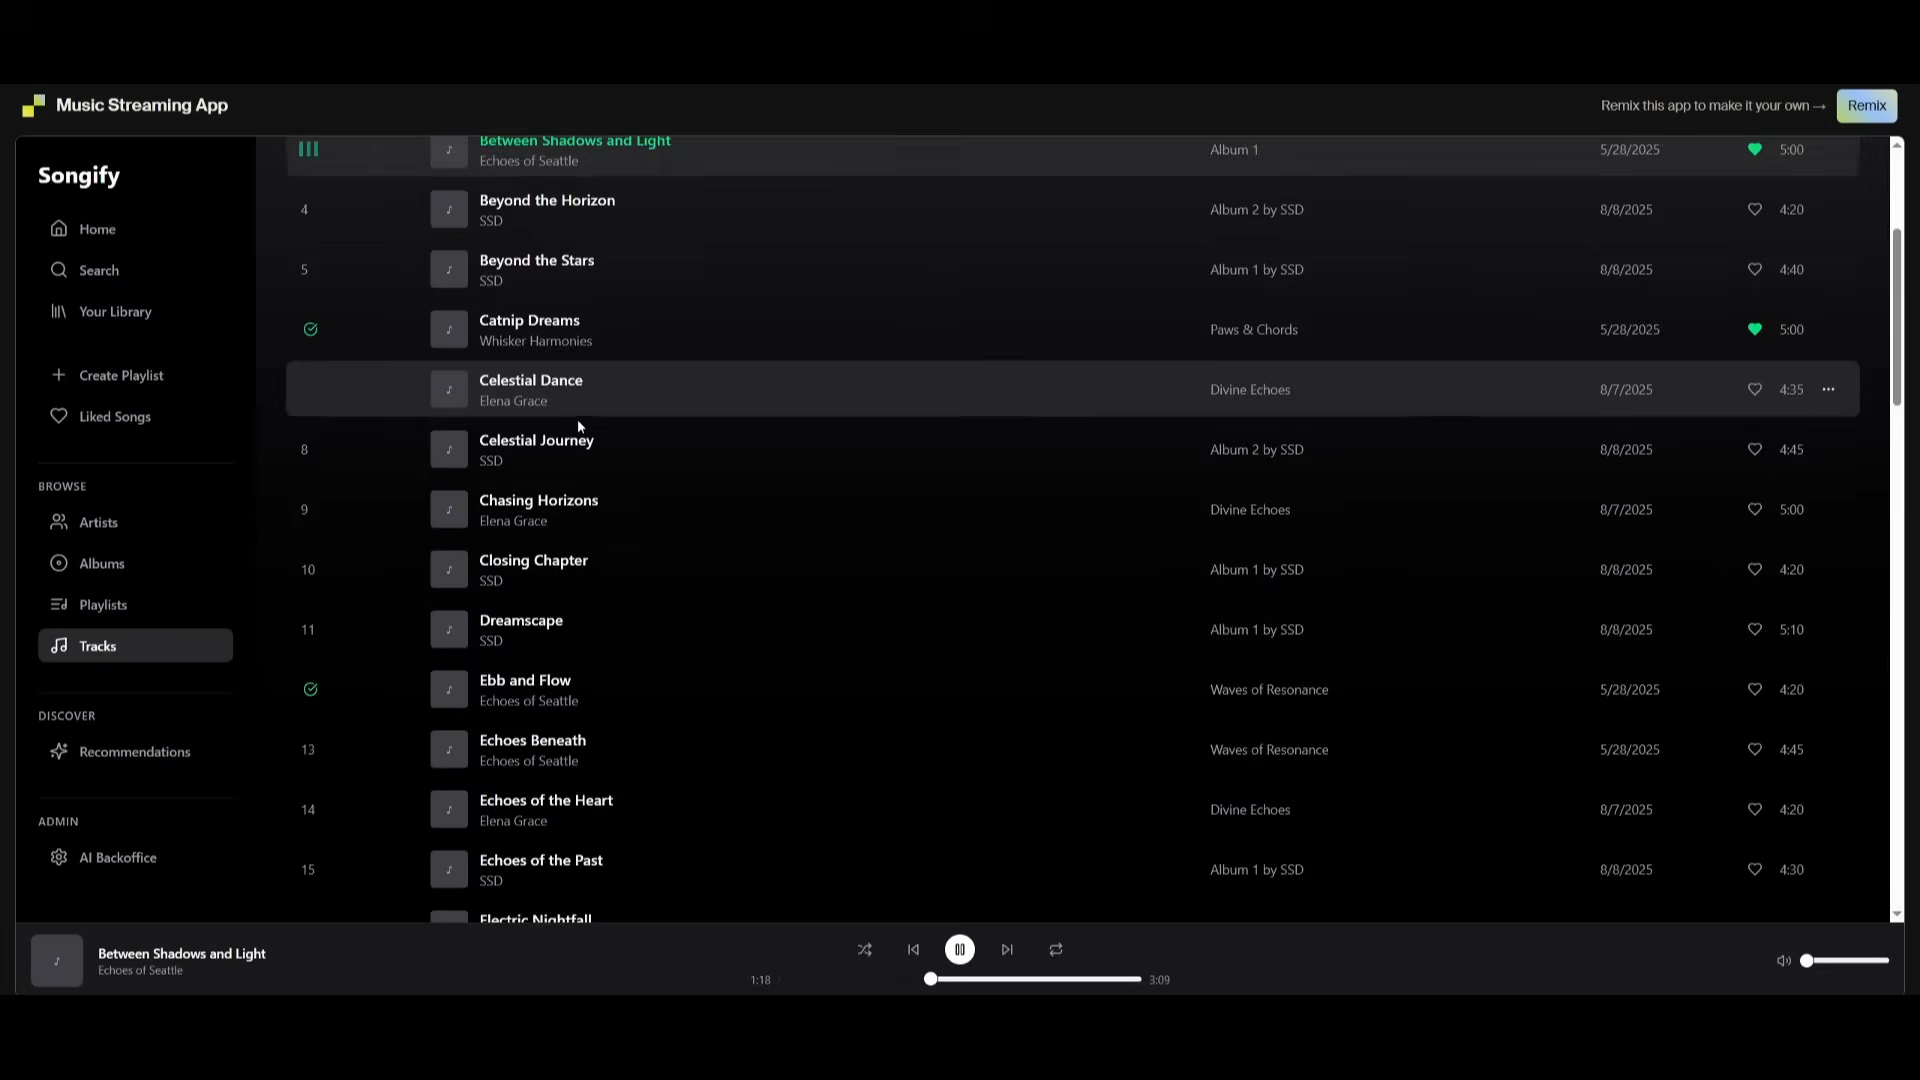 Music Streaming App
Remix this app to make it your own → Remix
Songify
Home
Search
Your Library
Create Playlist
Liked Songs
BROWSE
Artists
Albums
Playlists
Tracks
DISCOVER
Recommendations
ADMIN
AI Backoffice
Between Shadows and Light
Echoes of Seattle
Album 1 5/28/2025 5:00
4 Beyond the Horizon
SSD
Album 2 by SSD 8/8/2025 4:20
5 Beyond the Stars
SSD
Album 1 by SSD 8/8/2025 4:40
Catnip Dreams
Whisker Harmonies
Paws & Chords 5/28/2025 5:00
Celestial Dance
Elena Grace
Divine Echoes 8/7/2025 4:35 ...
8 Celestial Journey
SSD
Album 2 by SSD 8/8/2025 4:45
9 Chasing Horizons
Elena Grace
Divine Echoes 8/7/2025 5:00
10 Closing Chapter
SSD
Album 1 by SSD 8/8/2025 4:20
11 Dreamscape
SSD
Album 1 by SSD 8/8/2025 5:10
Ebb and Flow
Echoes of Seattle
Waves of Resonance 5/28/2025 4:20
13 Echoes Beneath
Echoes of Seattle
Waves of Resonance 5/28/2025 4:45
14 Echoes of the Heart
Elena Grace
Divine Echoes 8/7/2025 4:20
15 Echoes of the Past
SSD
Album 1 by SSD 8/8/2025 4:30
Electric Nightfall
Between Shadows and Light
Echoes of Seattle
1:18 3:09